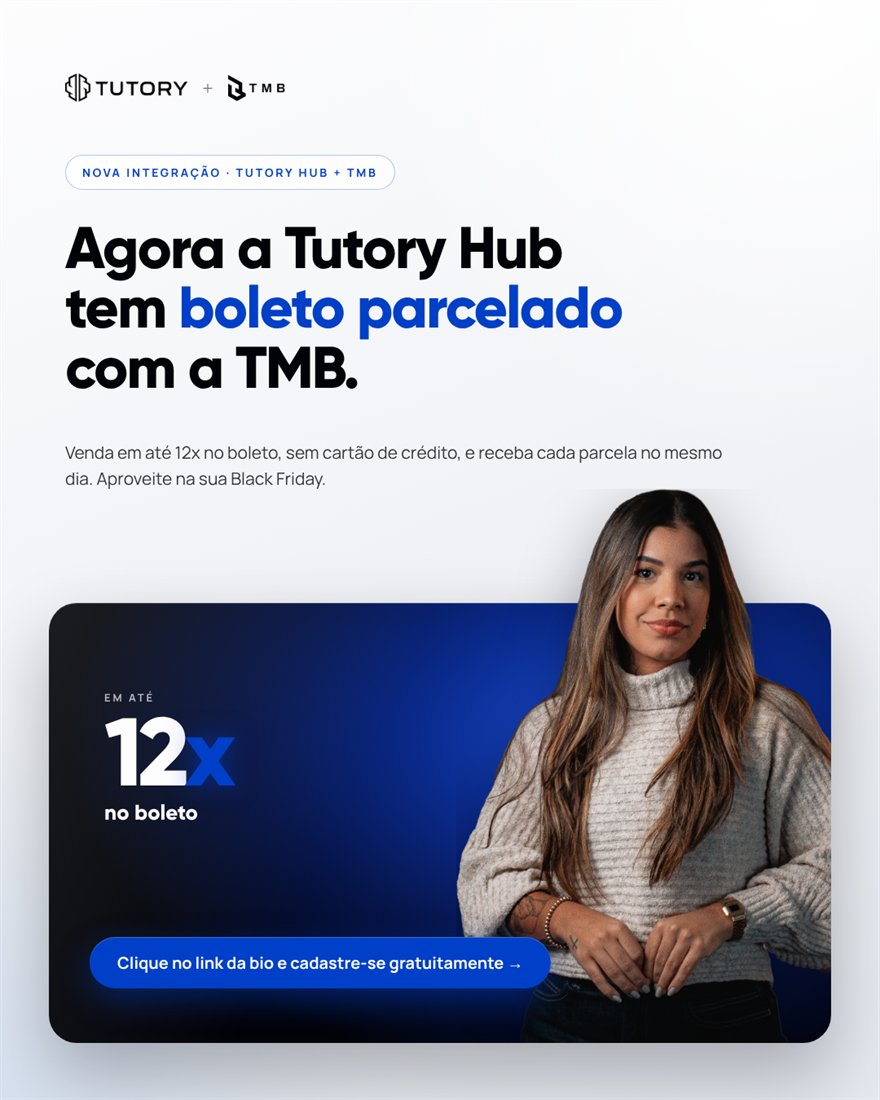 TUTORY + TMB
NOVA INTEGRAÇÃO · TUTORY HUB + TMB
Agora a Tutory Hub
tem boleto parcelado
com a TMB.
Venda em até 12x no boleto, sem cartão de crédito, e receba cada parcela no mesmo
dia. Aproveite na sua Black Friday.
EM ATÉ
12x
no boleto
Clique no link da bio e cadastre-se gratuitamente →